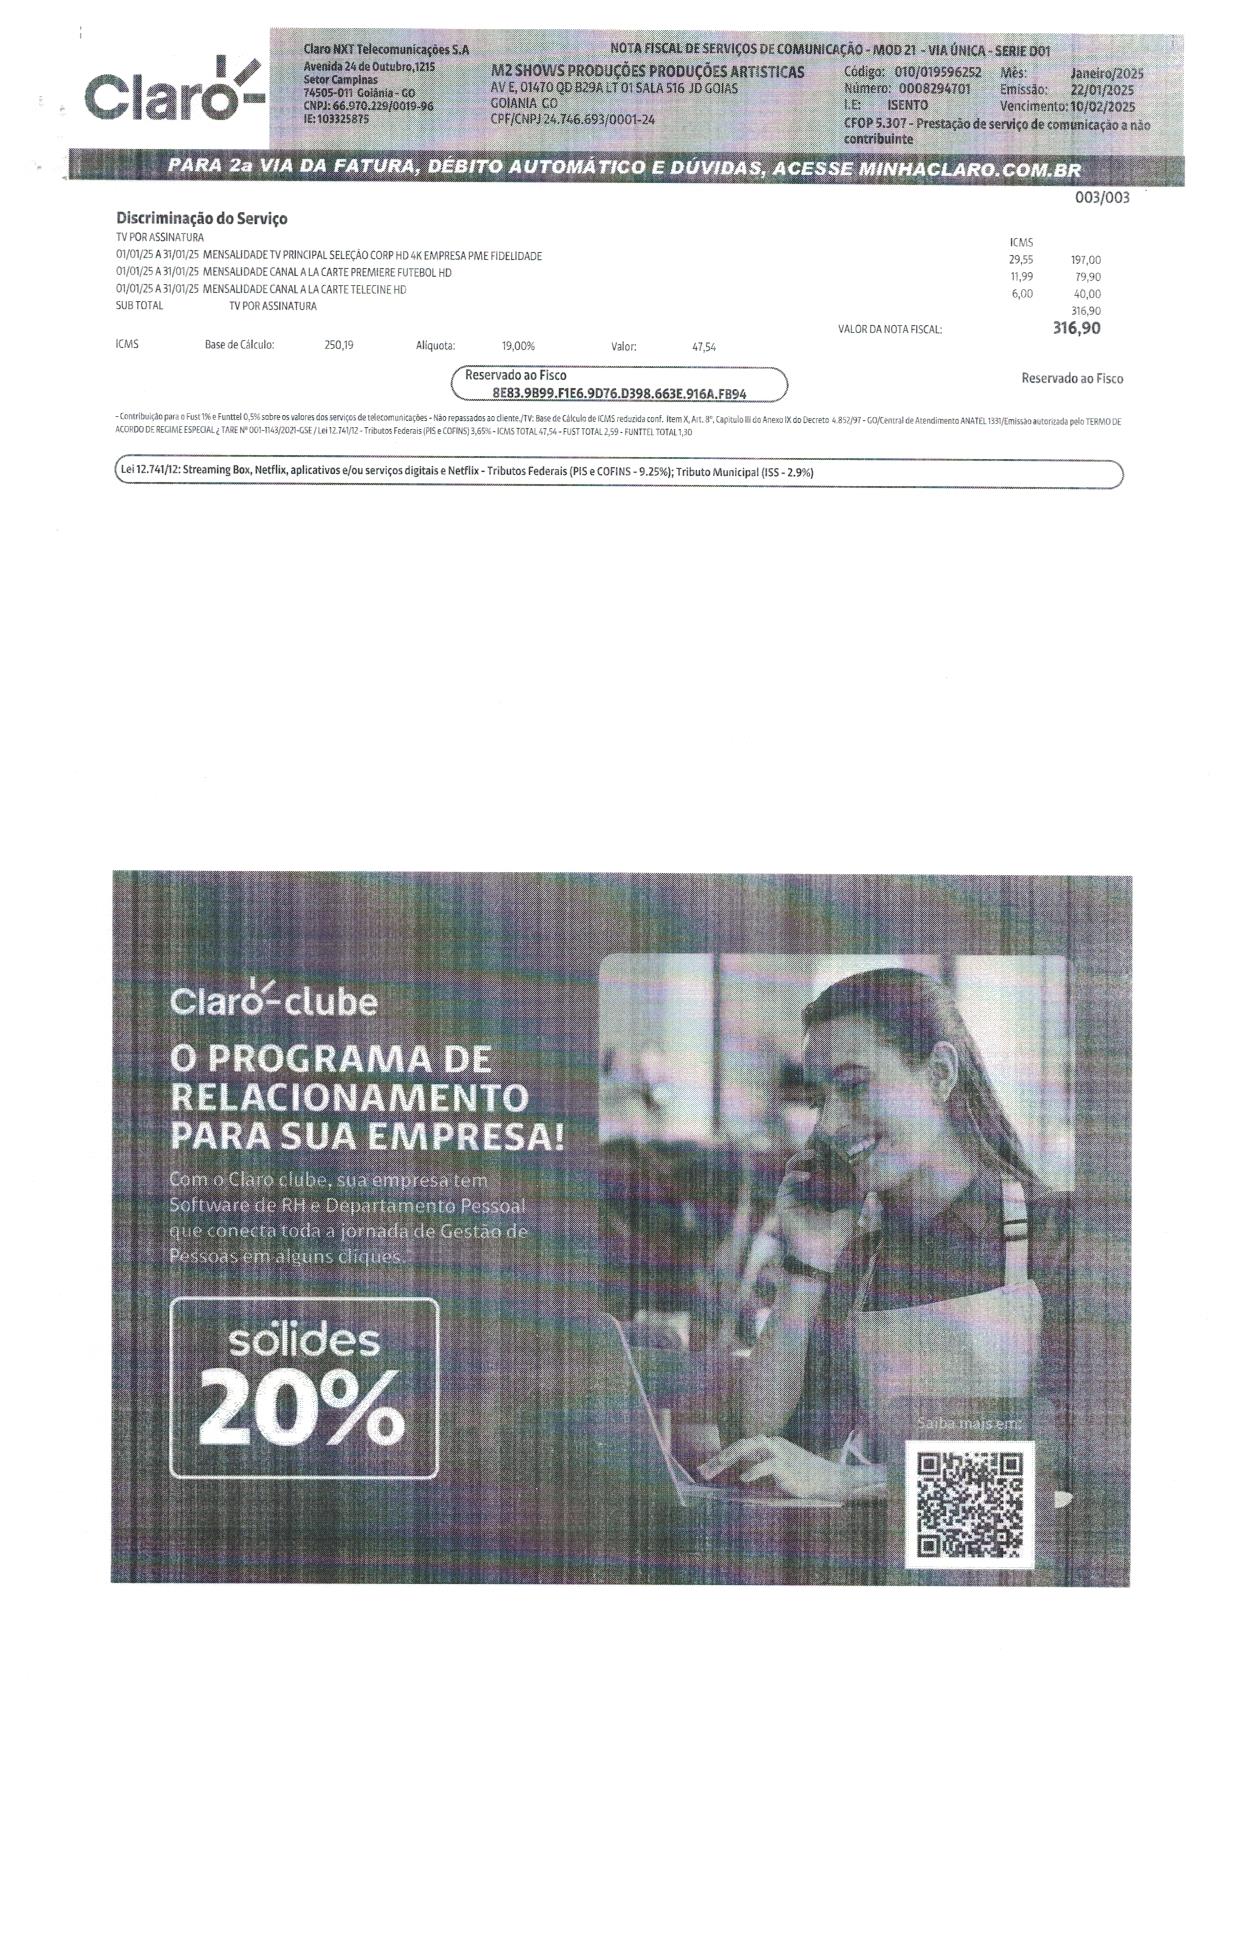 Claro
Claro NXT Telecomunicações S.A
Avenida 24 de Outubro,1215
Setor Campinas
74505-011 Goiânia - GO
CNPJ: 66.970.229/0019-96
IE:103325875
NOTA FISCAL DE SERVIÇOS DE COMUNICAÇÃO - MOD 21 - VIA ÚNICA - SERIE D01
M2 SHOWS PRODUÇÕES PRODUÇÕES ARTISTICAS
AV E, 01470 QD B29A LT 01 SALA 516 JD GOIAS
GOIANIA GO
CPF/CNPJ 24.746.693/0001-24
Código: 010/019596252 Mês: Janeiro/2025
Número: 0008294701 Emissão: 22/01/2025
I.E: ISENTO Vencimento:10/02/2025
CFOP 5.307 - Prestação de serviço de comunicação a não
contribuinte
PARA 2a VIA DA FATURA, DÉBITO AUTOMÁTICO E DÚVIDAS, ACESSE MINHACLARO.COM.BR
003/003
Discriminação do Serviço
TV POR ASSINATURA ICMS
01/01/25 A 31/01/25 MENSALIDADE TV PRINCIPAL SELEÇÃO CORP HD 4K EMPRESA PME FIDELIDADE 29,55 197,00
01/01/25 A 31/01/25 MENSALIDADE CANAL A LA CARTE PREMIERE FUTEBOL HD 11,99 79,90
01/01/25 A 31/01/25 MENSALIDADE CANAL A LA CARTE TELECINE HD 6,00 40,00
SUB TOTAL TV POR ASSINATURA 316,90
VALOR DA NOTA FISCAL: 316,90
ICMS Base de Cálculo: 250,19 Alíquota: 19,00% Valor: 47,54
Reservado ao Fisco
8E83.9B99.F1E6.9D76.D398.663E.916A.FB94
Reservado ao Fisco
- Contribuição para o Fust 1% e Funttel 0,5% sobre os valores dos serviços de telecomunicações - Não repassados ao cliente./TV: Base de Cálculo de ICMS reduzida conf. Item X, Art. 8°, Capitulo III do Anexo IX do Decreto 4.852/97 - GO/Central de Atendimento ANATEL 1331/Emissão autorizada pelo TERMO DE
ACORDO DE REGIME ESPECIAL ¿ TARE N° 001-1143/2021-GSE / Lei 12.741/12 - Tributos Federais (PIS e COFINS) 3,65% - ICMS TOTAL 47,54 - FUST TOTAL 2,59 - FUNTTEL TOTAL 1,30
Lei 12.741/12: Streaming Box, Netflix, aplicativos e/ou serviços digitais e Netflix - Tributos Federais (PIS e COFINS - 9.25%); Tributo Municipal (ISS - 2.9%)
Claro clube
O PROGRAMA DE
RELACIONAMENTO
PARA SUA EMPRESA!
Com o Claro clube, sua empresa tem
Software de RH e Departamento Pessoal
que conecta toda a jornada de Gestão de
Pessoas em alguns cliques.
sólides
20%
Saiba mais em: